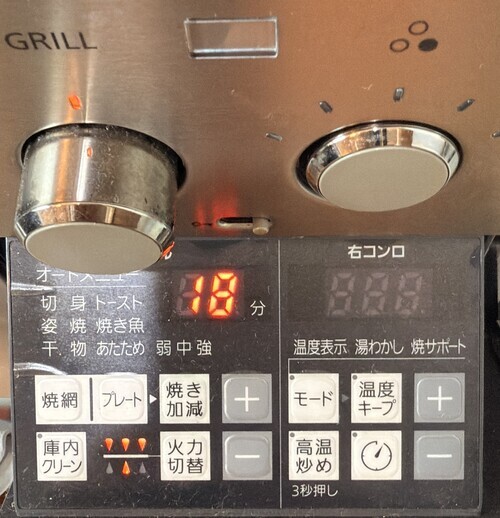 GRILL
オートメニュー
18 分
切 身 トースト
姿 焼 焼き魚
干 物 あたため 弱 中 強
焼網
プレート
焼き
加減
+
庫内
クリーン
火力
切替
−
右コンロ
温度表示 湯わかし 焼サポート
モード
温度
キープ
+
高温
炒め
−
3秒押し